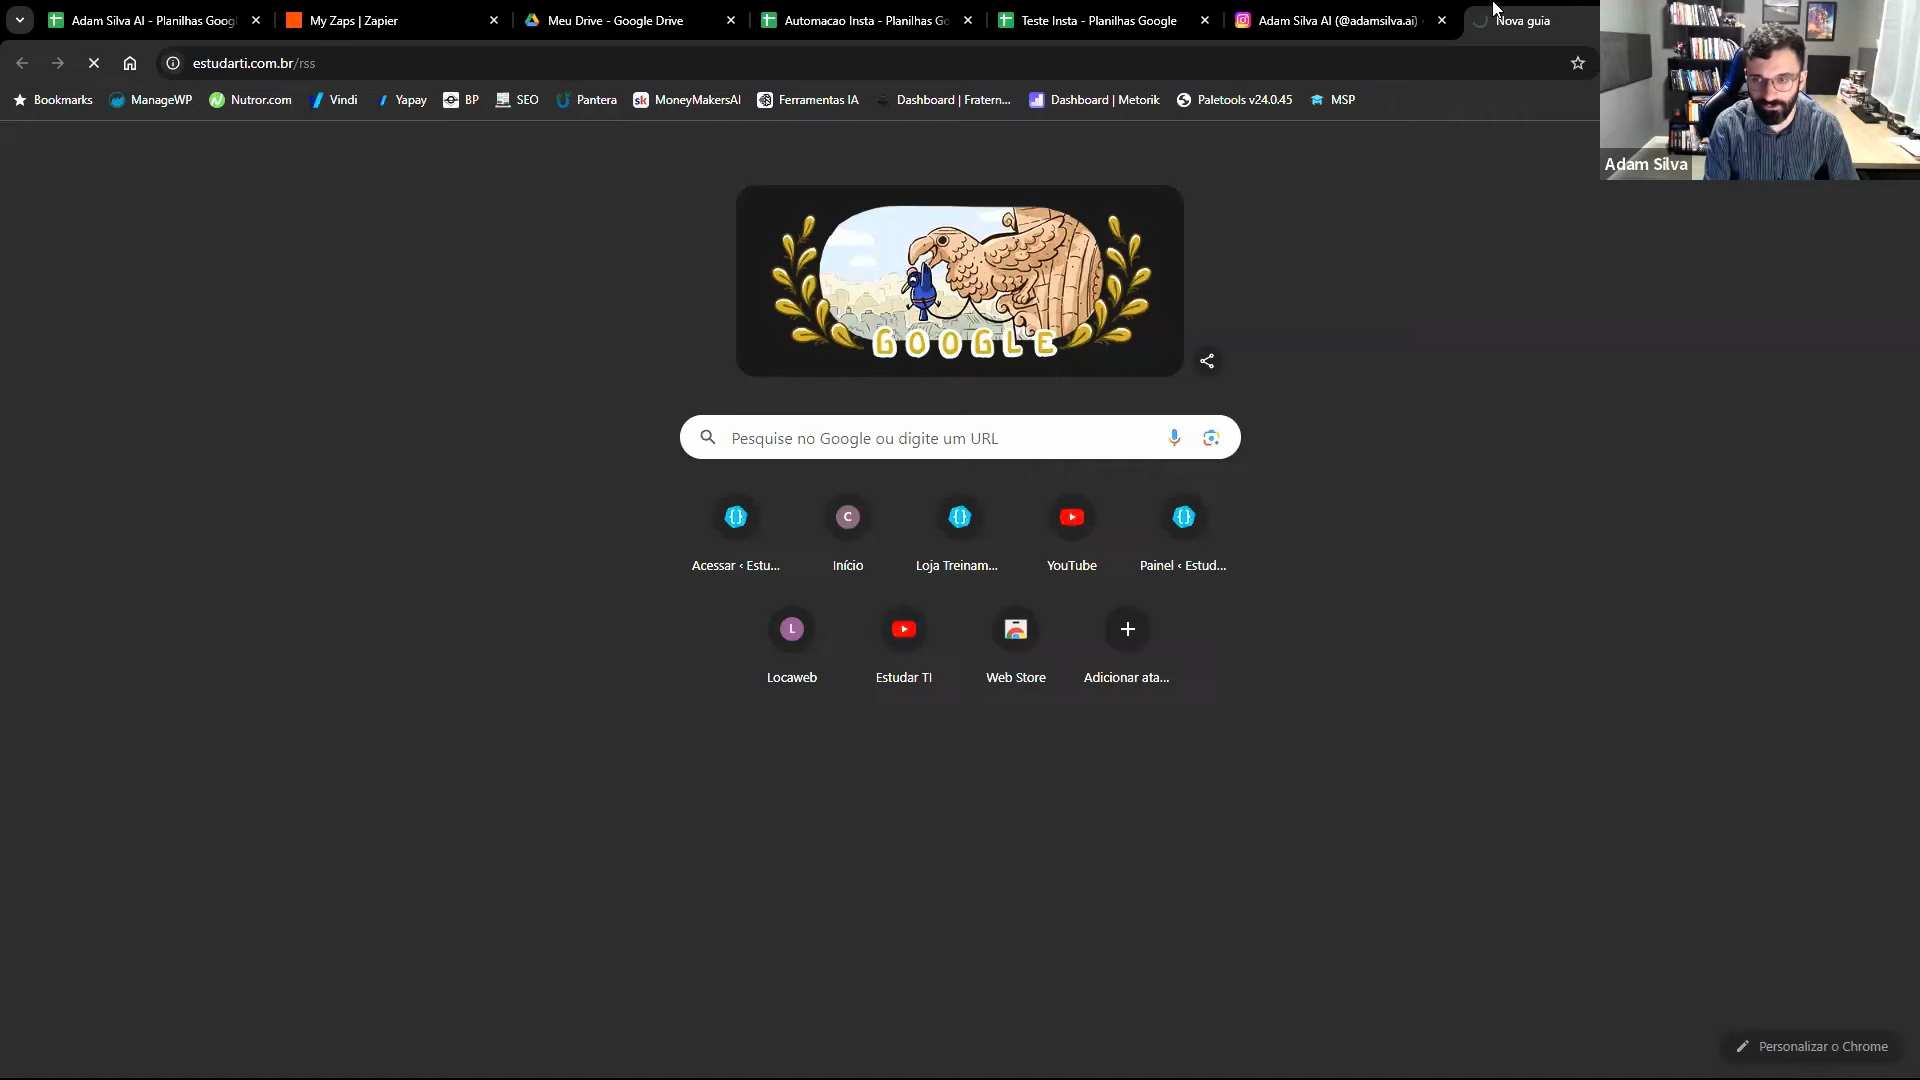 Adam Silva AI - Planilhas Googl
My Zaps | Zapier
Meu Drive - Google Drive
Automacao Insta - Planilhas Go
Teste Insta - Planilhas Google
Adam Silva AI (@adamsilva.ai)
Nova guia
estudarti.com.br/rss
Bookmarks
ManageWP
Nutror.com
Vindi
Yapay
BP
SEO
Pantera
MoneyMakersAI
Ferramentas IA
Dashboard | Fratern...
Dashboard | Metorik
Paletools v24.0.45
MSP
Adam Silva
GOOGLE
Pesquise no Google ou digite um URL
C
Acessar ‹ Estu...
Início
Loja Treinam...
YouTube
Painel ‹ Estud...
L
Locaweb
Estudar TI
Web Store
Adicionar ata...
Personalizar o Chrome